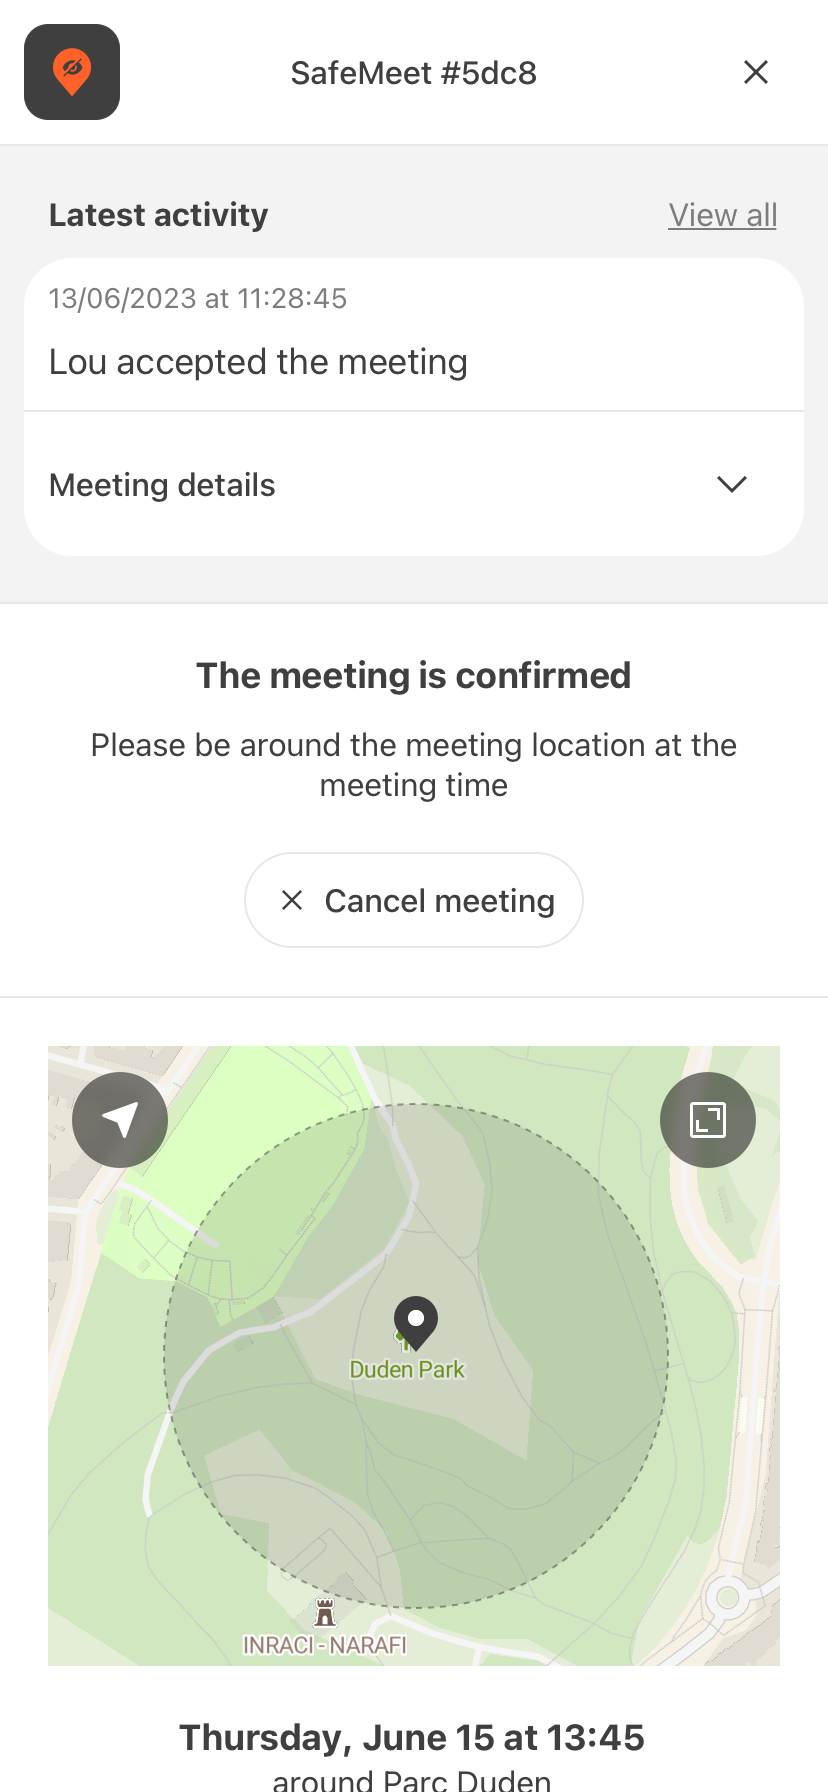 SafeMeet #5dc8
Latest activity
View all
13/06/2023 at 11:28:45
Lou accepted the meeting
Meeting details
The meeting is confirmed
Please be around the meeting location at the
meeting time
Cancel meeting
Duden Park
INRACI - NARAFI
Thursday, June 15 at 13:45
around Parc Duden